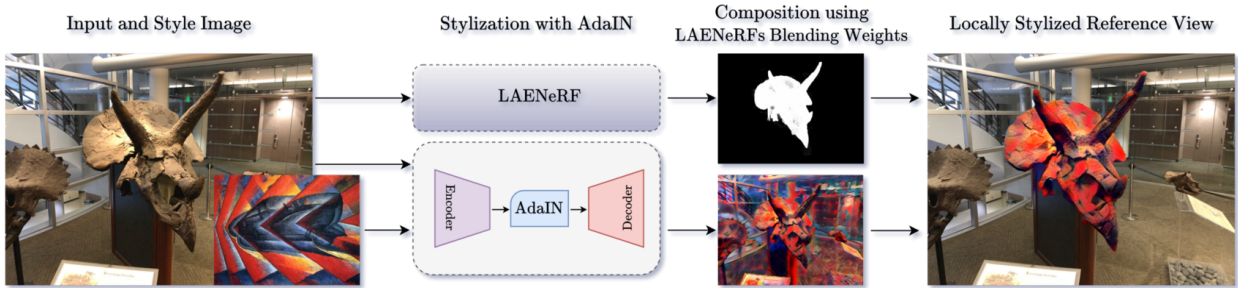 Input and Style Image
Stylization with AdaIN
Composition using
LAENeRFs Blending Weights
Locally Stylized Reference View
LAENeRF
Encoder
AdaIN
Decoder